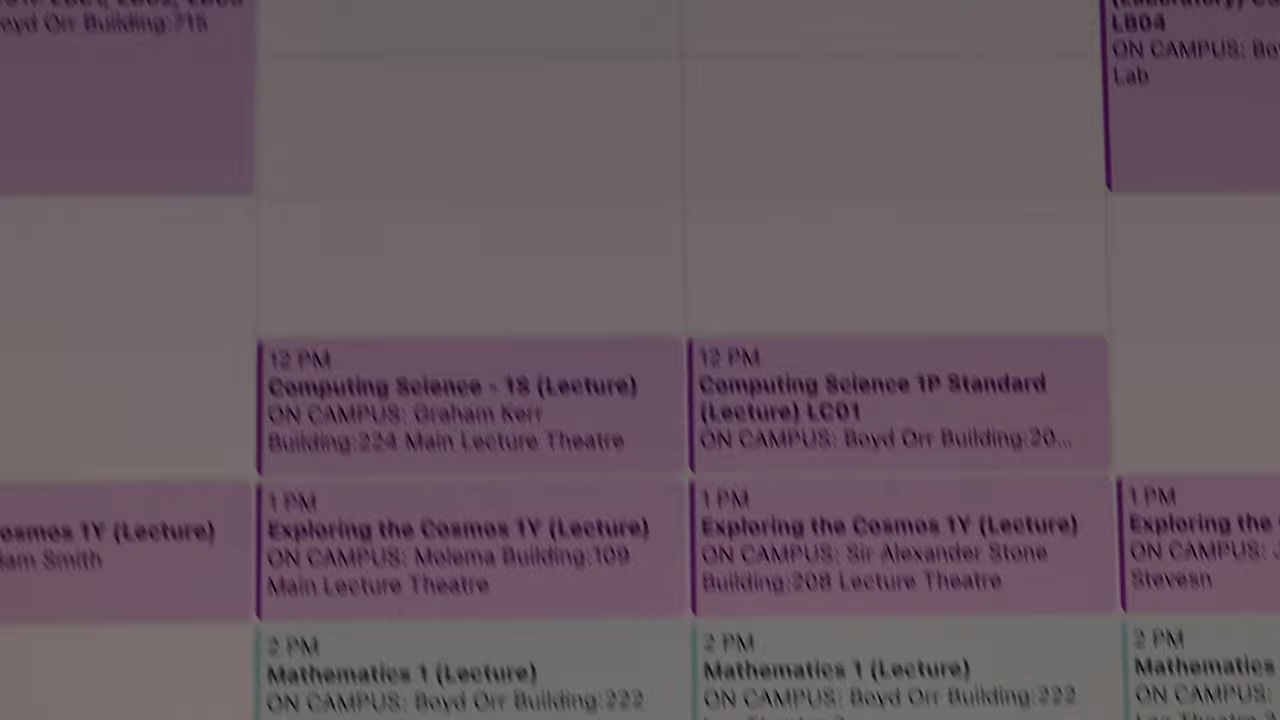 Boyd Orr Building:715
LB04
ON CAMPUS:
Lab
12 PM
Computing Science - 1S (Lecture)
ON CAMPUS: Graham Kerr
Building:224 Main Lecture Theatre
12 PM
Computing Science 1P Standard
(Lecture) LC01
ON CAMPUS: Boyd Orr Building:20...
1Y (Lecture)
Smith
1 PM
Exploring the Cosmos 1Y (Lecture)
ON CAMPUS: Molema Building:109
Main Lecture Theatre
1 PM
Exploring the Cosmos 1Y (Lecture)
ON CAMPUS: Sir Alexander Stone
Building:208 Lecture Theatre
1 PM
Exploring the
ON CAMPUS:
Stevesn
2 PM
Mathematics 1 (Lecture)
ON CAMPUS: Boyd Orr Building:222
2 PM
Mathematics 1 (Lecture)
ON CAMPUS: Boyd Orr Building:222
2 PM
Mathematics
ON CAMPUS: